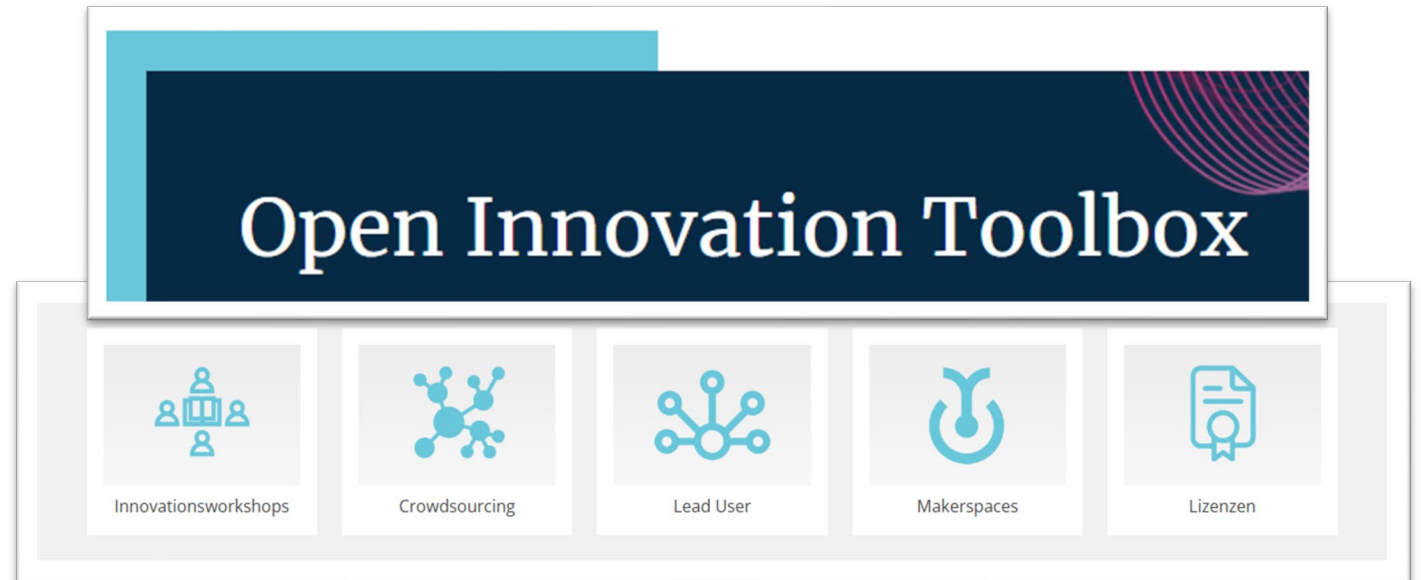 Open Innovation Toolbox
Innovationsworkshops
Crowdsourcing
Lead User
Makerspaces
Lizenzen